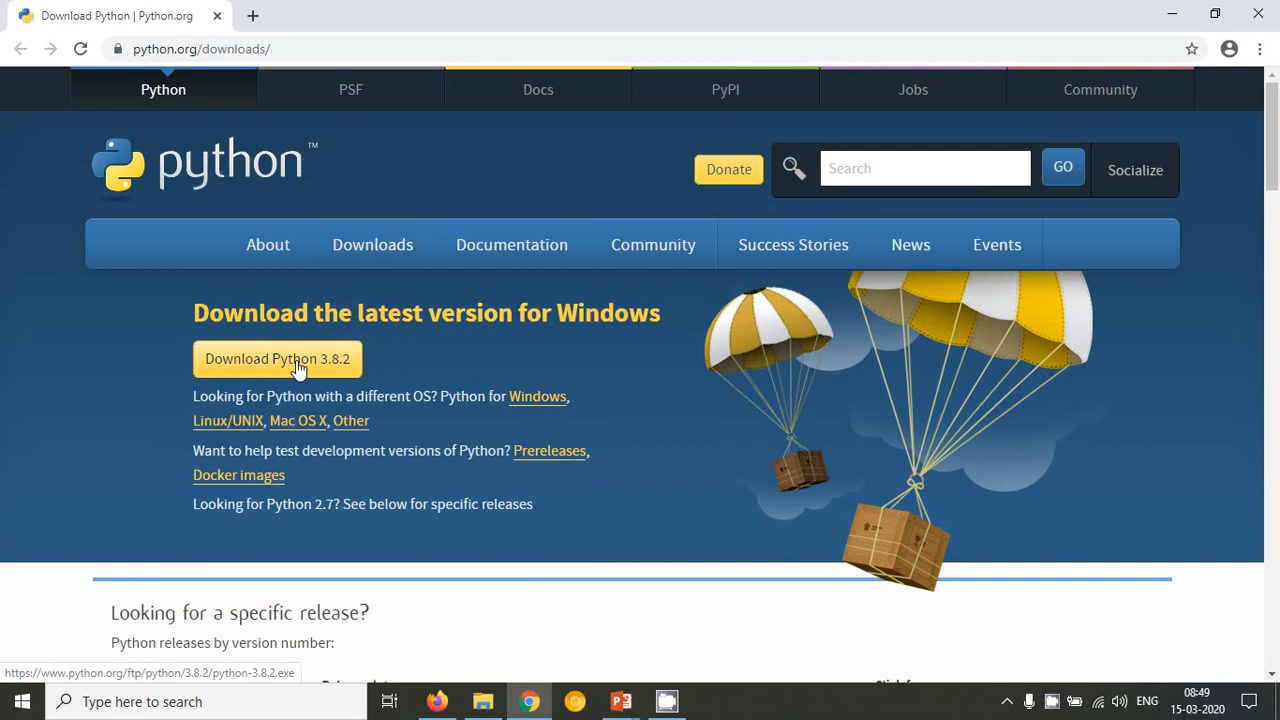 Download Python | Python.org
python.org/downloads/
Python PSF Docs PyPI Jobs Community
python™
Donate Search GO Socialize
About Downloads Documentation Community Success Stories News Events
Download the latest version for Windows
Download Python 3.8.2
Looking for Python with a different OS? Python for Windows,
Linux/UNIX, Mac OS X, Other
Want to help test development versions of Python? Prereleases,
Docker images
Looking for Python 2.7? See below for specific releases
Looking for a specific release?
Python releases by version number:
https://www.python.org/ftp/python/3.8.2/python-3.8.2.exe
Type here to search
ENG
08:49
15-03-2020